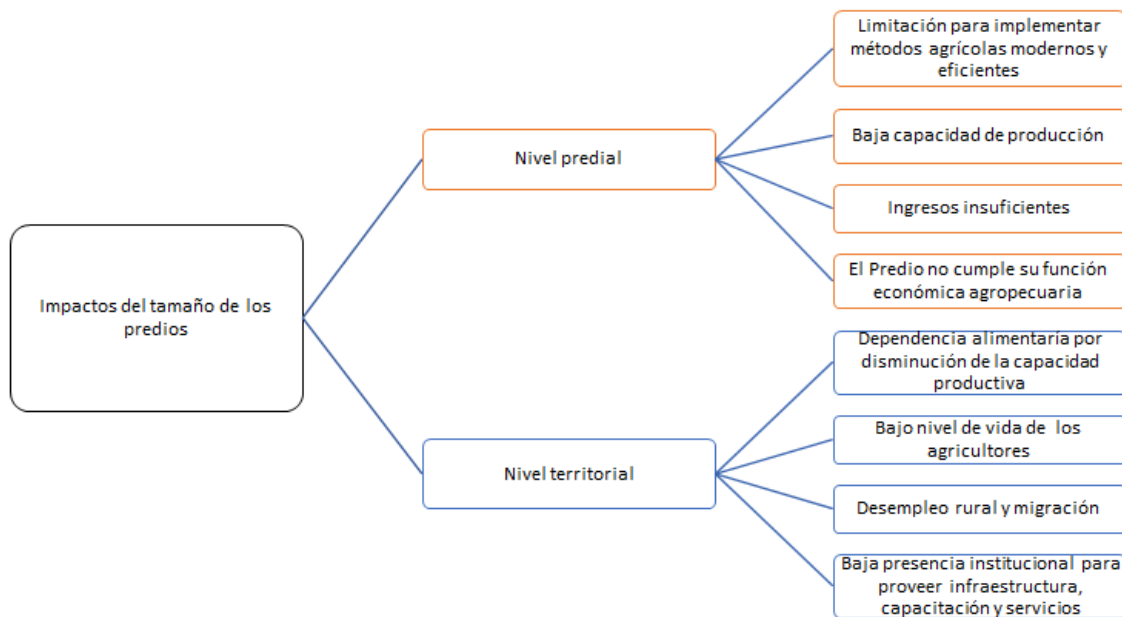 Impactos del tamaño de los
predios
Nivel predial
Limitación para implementar
métodos agrícolas modernos y
eficientes
Baja capacidad de producción
Ingresos insuficientes
El Predio no cumple su función
económica agropecuaria
Nivel territorial
Dependencia alimentaría por
disminución de la capacidad
productiva
Bajo nivel de vida de los
agricultores
Desempleo rural y migración
Baja presencia institucional para
proveer infraestructura,
capacitación y servicios